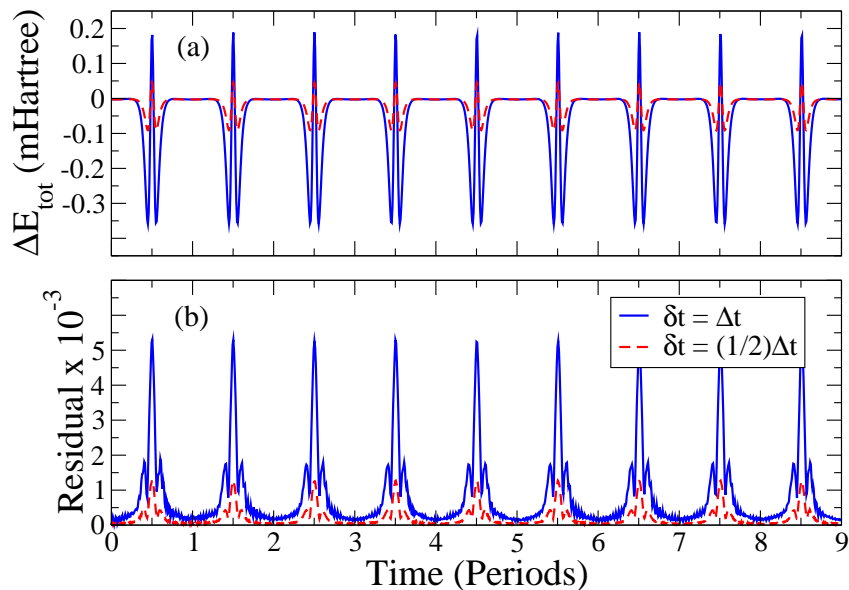 (a)
0.2
0.1
0
-0.1
-0.2
-0.3
ΔE_tot (mHartree)
(b)
δt = Δt
δt = (1/2)Δt
5
4
3
2
1
0
Residual x 10^-3
0 1 2 3 4 5 6 7 8 9
Time (Periods)